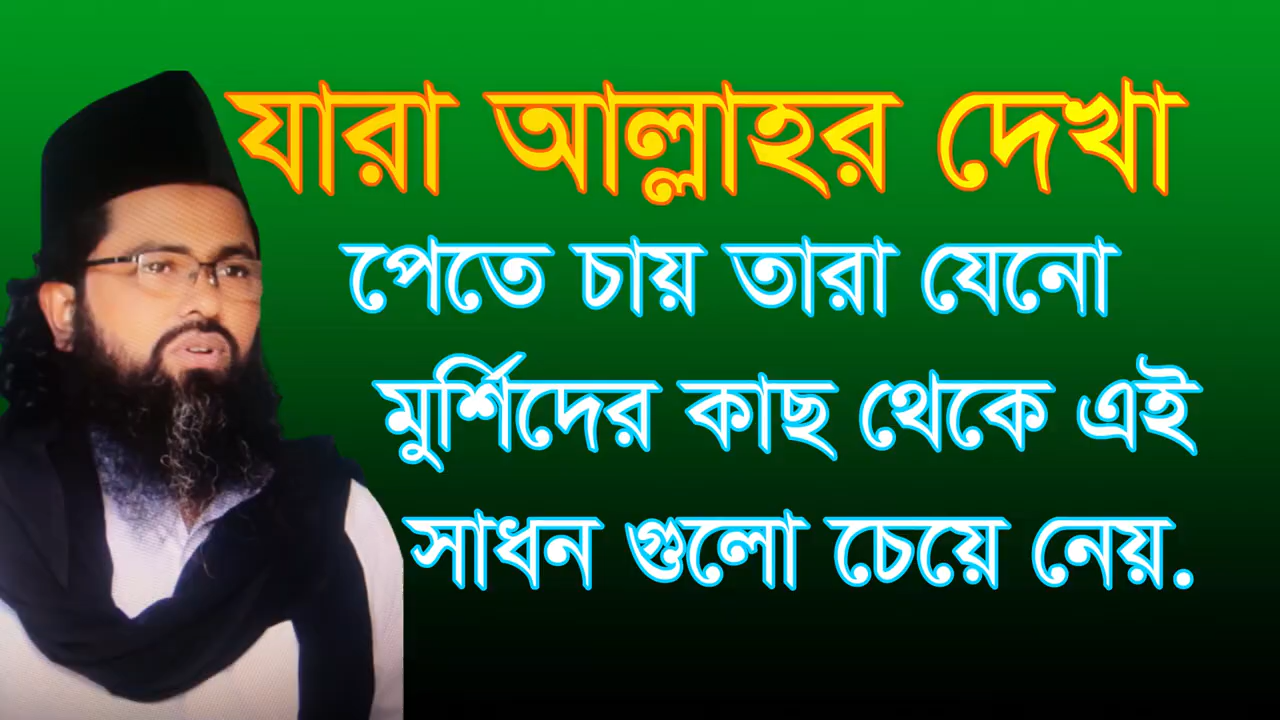 যারা আল্লাহর দেখা
পেতে চায় তারা যেনো
মুর্শিদের কাছ থেকে এই
সাধন গুলো চেয়ে নেয়.